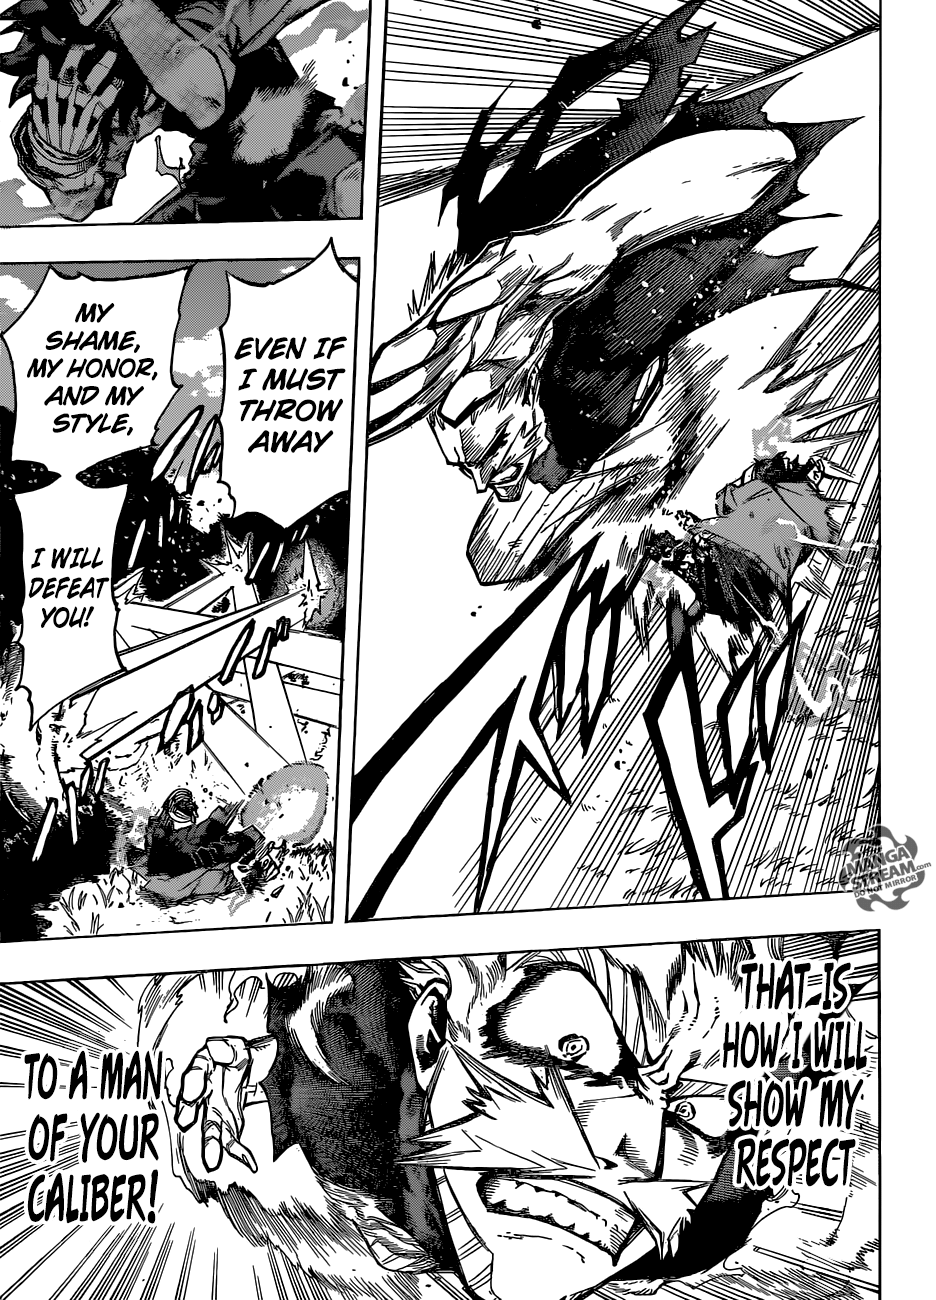 EVEN IF
I MUST
THROW
AWAY
MY
SHAME,
MY HONOR,
AND MY
STYLE,
I WILL
DEFEAT
YOU!
MANGA
STREAM.com
DO NOT MIRROR
THAT IS
HOW I WILL
SHOW MY
RESPECT
TO A MAN
OF YOUR
CALIBER!